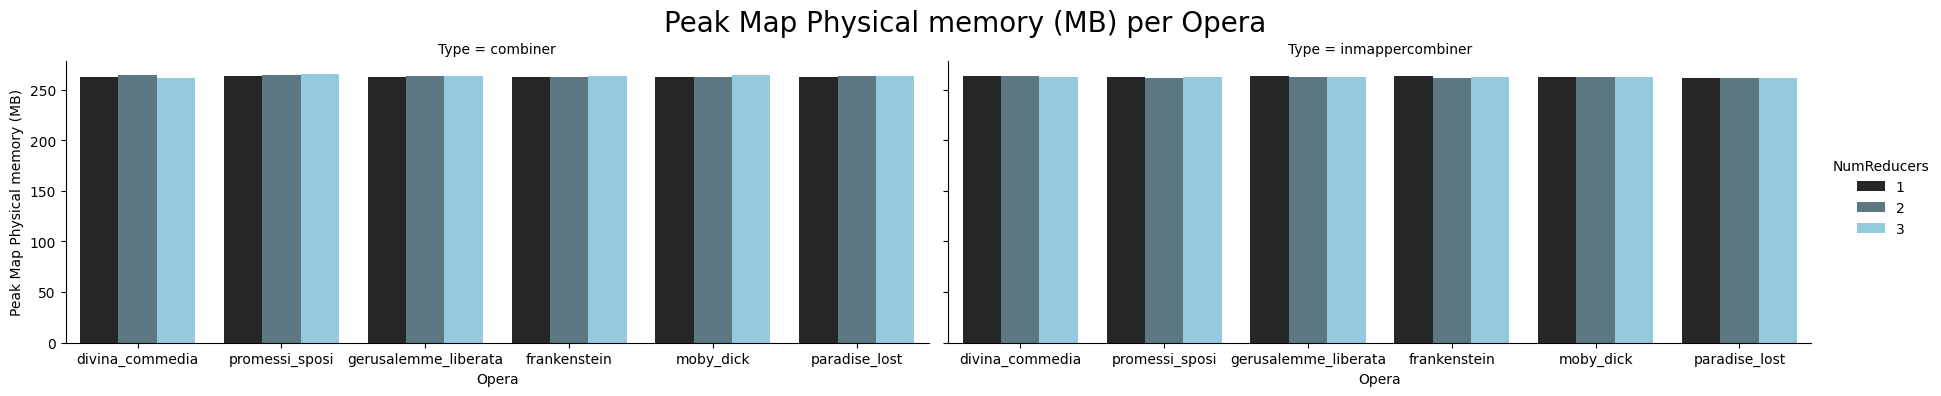 Peak Map Physical memory (MB) per Opera
Type = combiner
Type = inmappercombiner
Peak Map Physical memory (MB)
250
200
150
100
50
0
divina_commedia promessi_sposi gerusalemme_liberata frankenstein moby_dick paradise_lost
Opera
divina_commedia promessi_sposi gerusalemme_liberata frankenstein moby_dick paradise_lost
Opera
NumReducers
1
2
3